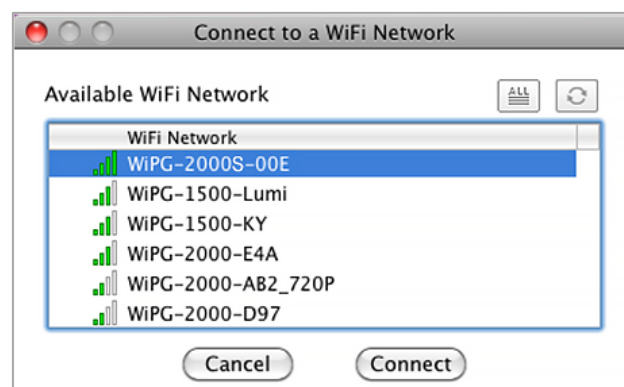 Connect to a WiFi Network
Available WiFi Network
ALL
WiFi Network
WiPG-2000S-00E
WiPG-1500-Lumi
WiPG-1500-KY
WiPG-2000-E4A
WiPG-2000-AB2_720P
WiPG-2000-D97
Cancel Connect